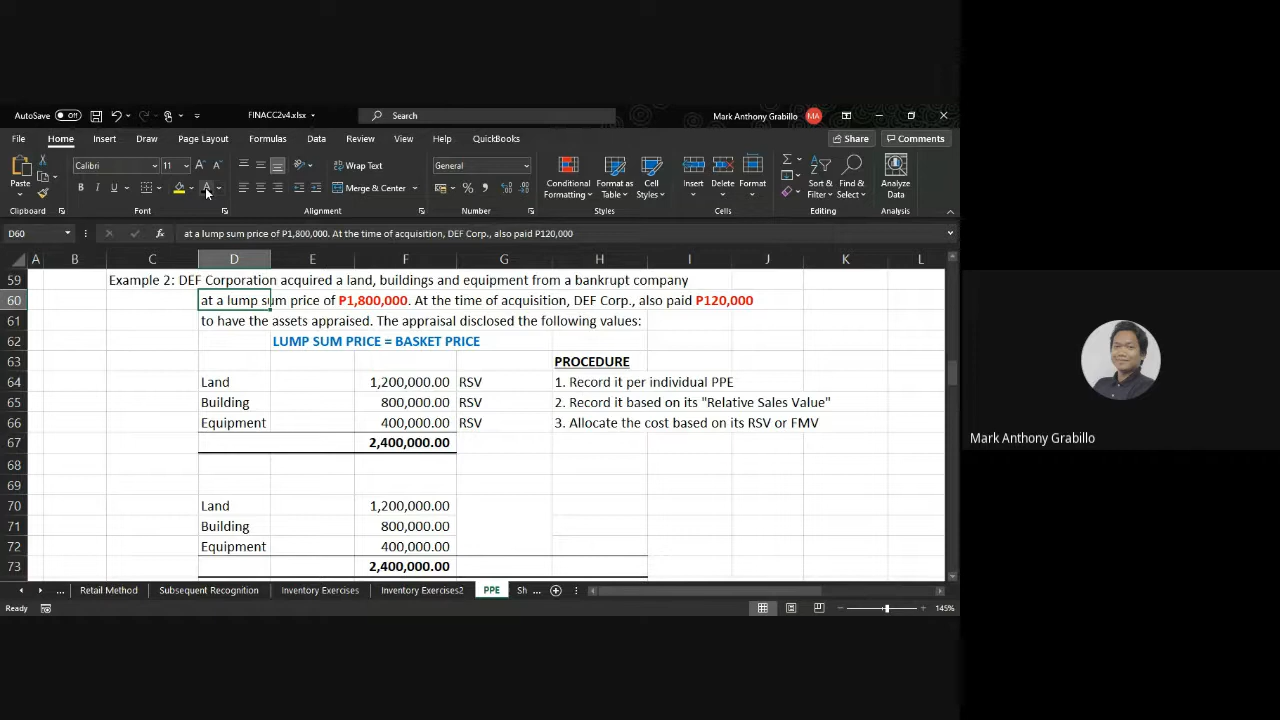 AutoSave Off FINACC2v4.xlsx Search Mark Anthony Grabillo MA
File Home Insert Draw Page Layout Formulas Data Review View Help QuickBooks Share Comments
Calibri 11 A A Wrap Text General
Paste B I U A Merge & Center % , Conditional Formatting Format as Table Cell Styles Insert Delete Format Sort & Filter Find & Select Analyze Data
Clipboard Font Alignment Number Styles Cells Editing Analysis
D60 fx at a lump sum price of P1,800,000. At the time of acquisition, DEF Corp., also paid P120,000
A B C D E F G H I J K L
59 Example 2: DEF Corporation acquired a land, buildings and equipment from a bankrupt company
60 at a lump sum price of P1,800,000. At the time of acquisition, DEF Corp., also paid P120,000
61 to have the assets appraised. The appraisal disclosed the following values:
62 LUMP SUM PRICE = BASKET PRICE
63 PROCEDURE
64 Land 1,200,000.00 RSV 1. Record it per individual PPE
65 Building 800,000.00 RSV 2. Record it based on its "Relative Sales Value"
66 Equipment 400,000.00 RSV 3. Allocate the cost based on its RSV or FMV
67 2,400,000.00
68
69
70 Land 1,200,000.00
71 Building 800,000.00
72 Equipment 400,000.00
73 2,400,000.00
... Retail Method Subsequent Recognition Inventory Exercises Inventory Exercises2 PPE Sh ...
Ready 145%
Mark Anthony Grabillo